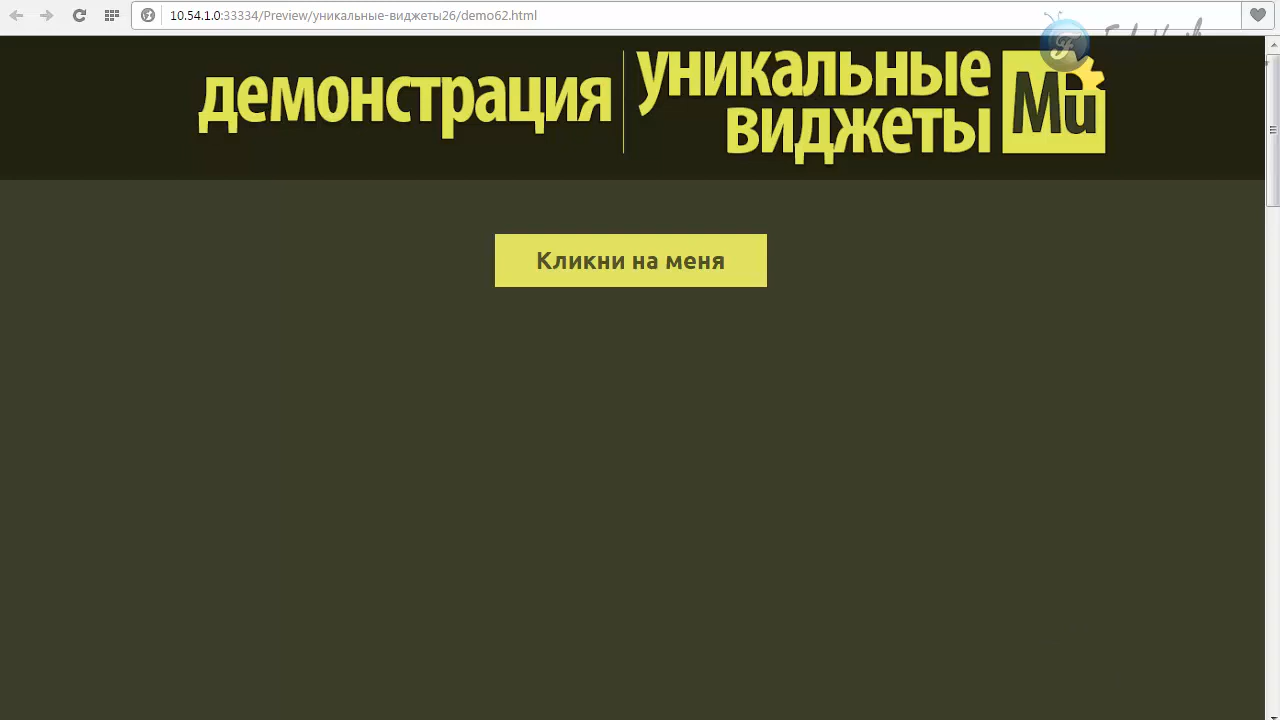 10.54.1.0:33334/Preview/уникальные-виджеты26/demo62.html
демонстрация
уникальные
виджеты
Mu
Кликни на меня